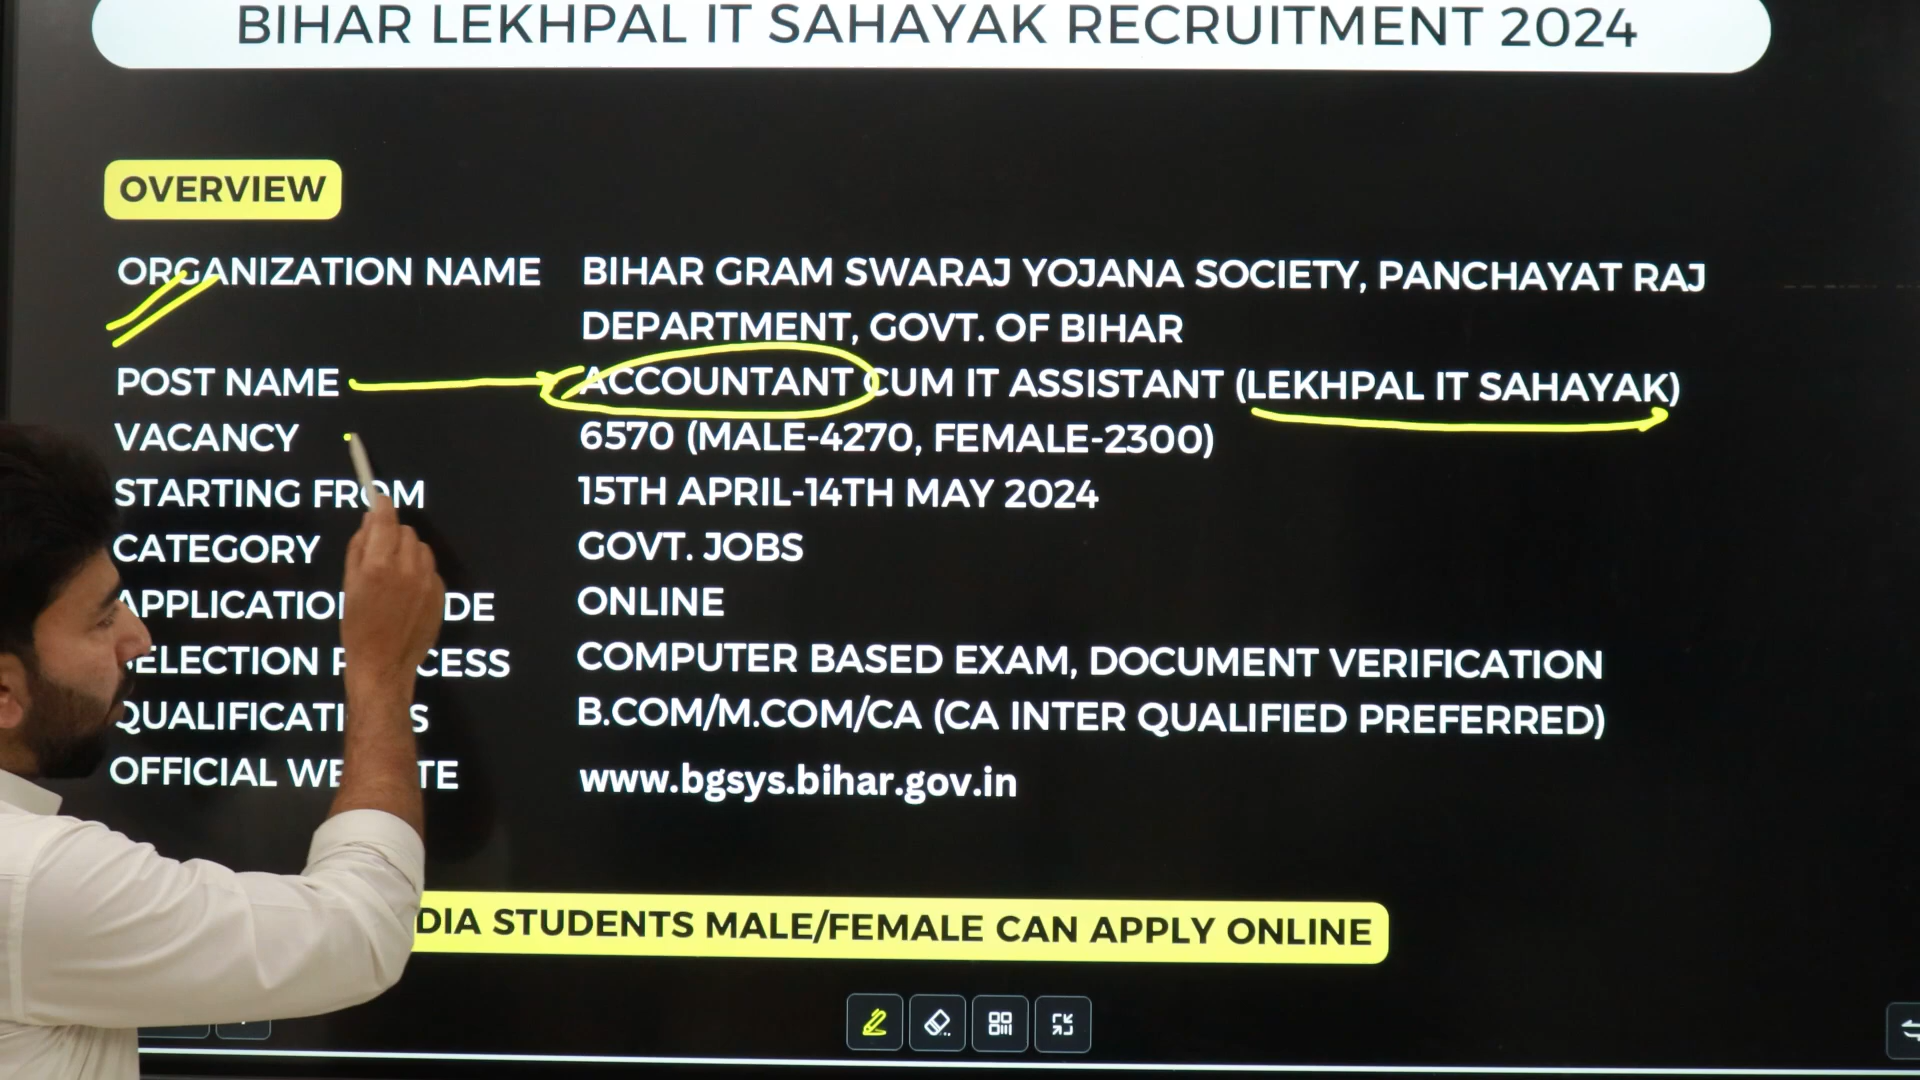 BIHAR LEKHPAL IT SAHAYAK RECRUITMENT 2024
OVERVIEW
ORGANIZATION NAME BIHAR GRAM SWARAJ YOJANA SOCIETY, PANCHAYAT RAJ
DEPARTMENT, GOVT. OF BIHAR
POST NAME ACCOUNTANT CUM IT ASSISTANT (LEKHPAL IT SAHAYAK)
VACANCY 6570 (MALE-4270, FEMALE-2300)
STARTING FROM 15TH APRIL-14TH MAY 2024
CATEGORY GOVT. JOBS
ONLINE
COMPUTER BASED EXAM, DOCUMENT VERIFICATION
B.COM/M.COM/CA (CA INTER QUALIFIED PREFERRED)
OFFICIAL www.bgsys.bihar.gov.in
STUDENTS MALE/FEMALE CAN APPLY ONLINE